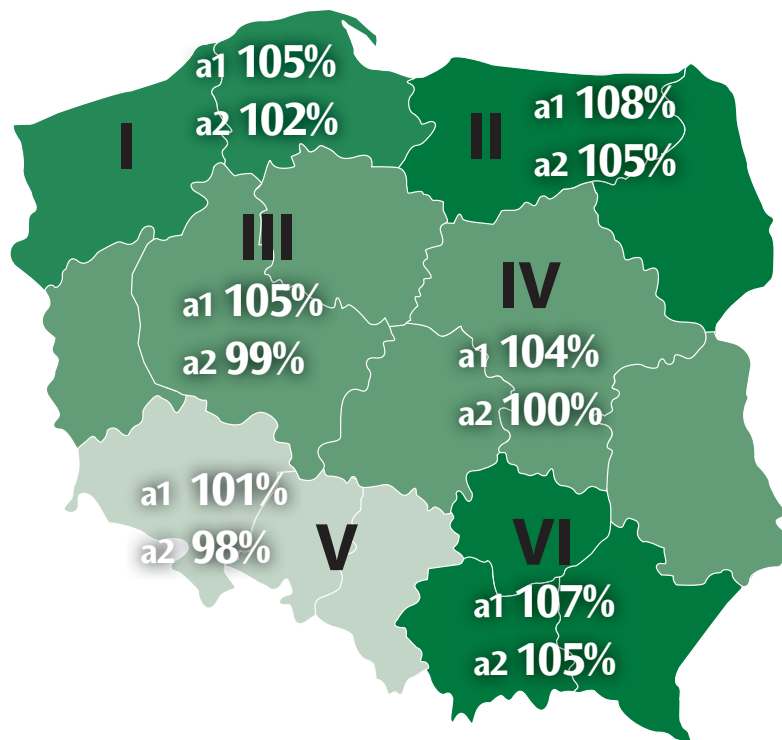 I
a1 105%
a2 102%
II
a1 108%
a2 105%
III
a1 105%
a2 99%
IV
a1 104%
a2 100%
V
a1 101%
a2 98%
VI
a1 107%
a2 105%